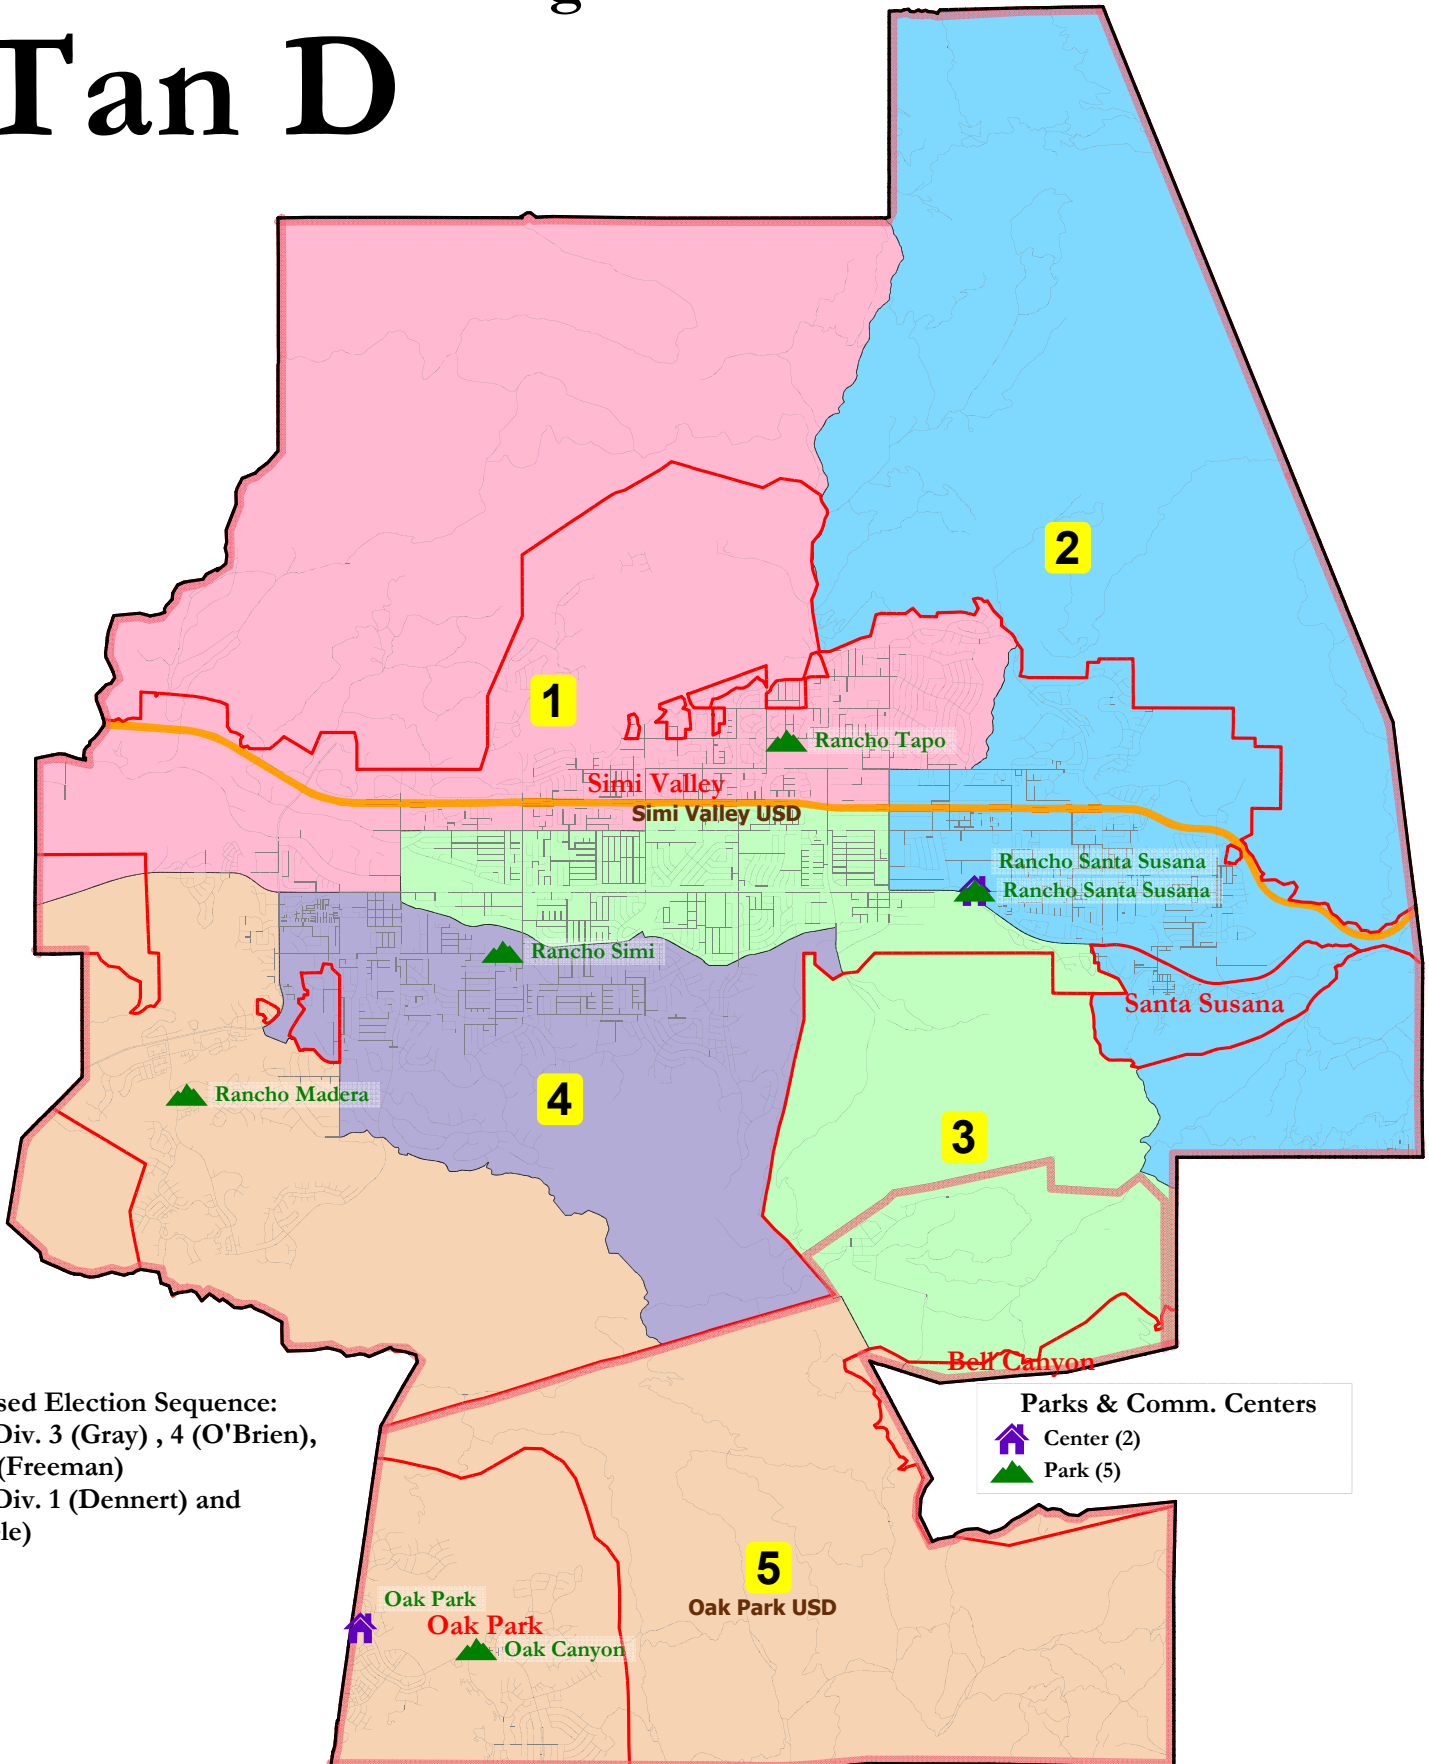 Tan D
2
1
Rancho Tapo
Simi Valley
Simi Valley USD
Rancho Santa Susana
Rancho Santa Susana
Rancho Simi
Santa Susana
Rancho Madera
4
3
Bell Canyon
Parks & Comm. Centers
Center (2)
Park (5)
sed Election Sequence:
Div. 3 (Gray) , 4 (O'Brien),
(Freeman)
Div. 1 (Dennert) and
le)
5
Oak Park USD
Oak Park
Oak Park
Oak Canyon